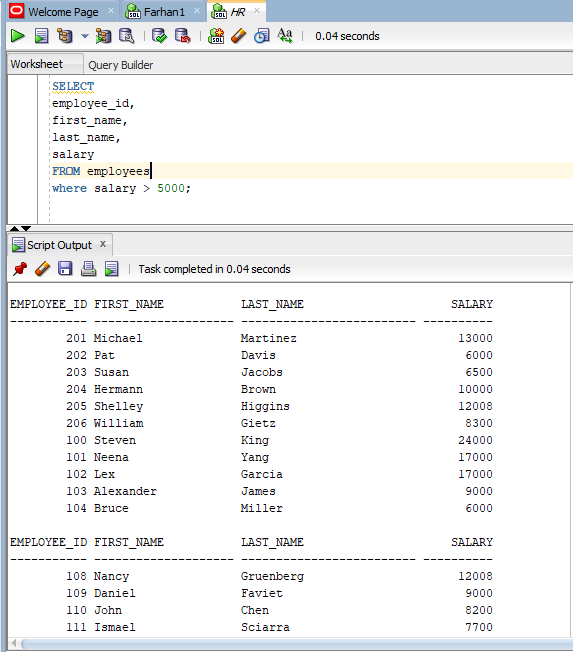 Welcome Page × Farhan1 × HR ×
0.04 seconds
Worksheet Query Builder
SELECT
employee_id,
first_name,
last_name,
salary
FROM employees
where salary > 5000;
Script Output x
Task completed in 0.04 seconds
EMPLOYEE_ID FIRST_NAME           LAST_NAME                     SALARY
----------- -------------------- ------------------------- ----------
        201 Michael              Martinez                       13000
        202 Pat                  Davis                           6000
        203 Susan                Jacobs                          6500
        204 Hermann              Brown                          10000
        205 Shelley              Higgins                        12008
        206 William              Gietz                           8300
        100 Steven               King                           24000
        101 Neena                Yang                           17000
        102 Lex                  Garcia                         17000
        103 Alexander            James                           9000
        104 Bruce                Miller                          6000
EMPLOYEE_ID FIRST_NAME           LAST_NAME                     SALARY
----------- -------------------- ------------------------- ----------
        108 Nancy                Gruenberg                      12008
        109 Daniel               Faviet                          9000
        110 John                 Chen                            8200
        111 Ismael               Sciarra                         7700